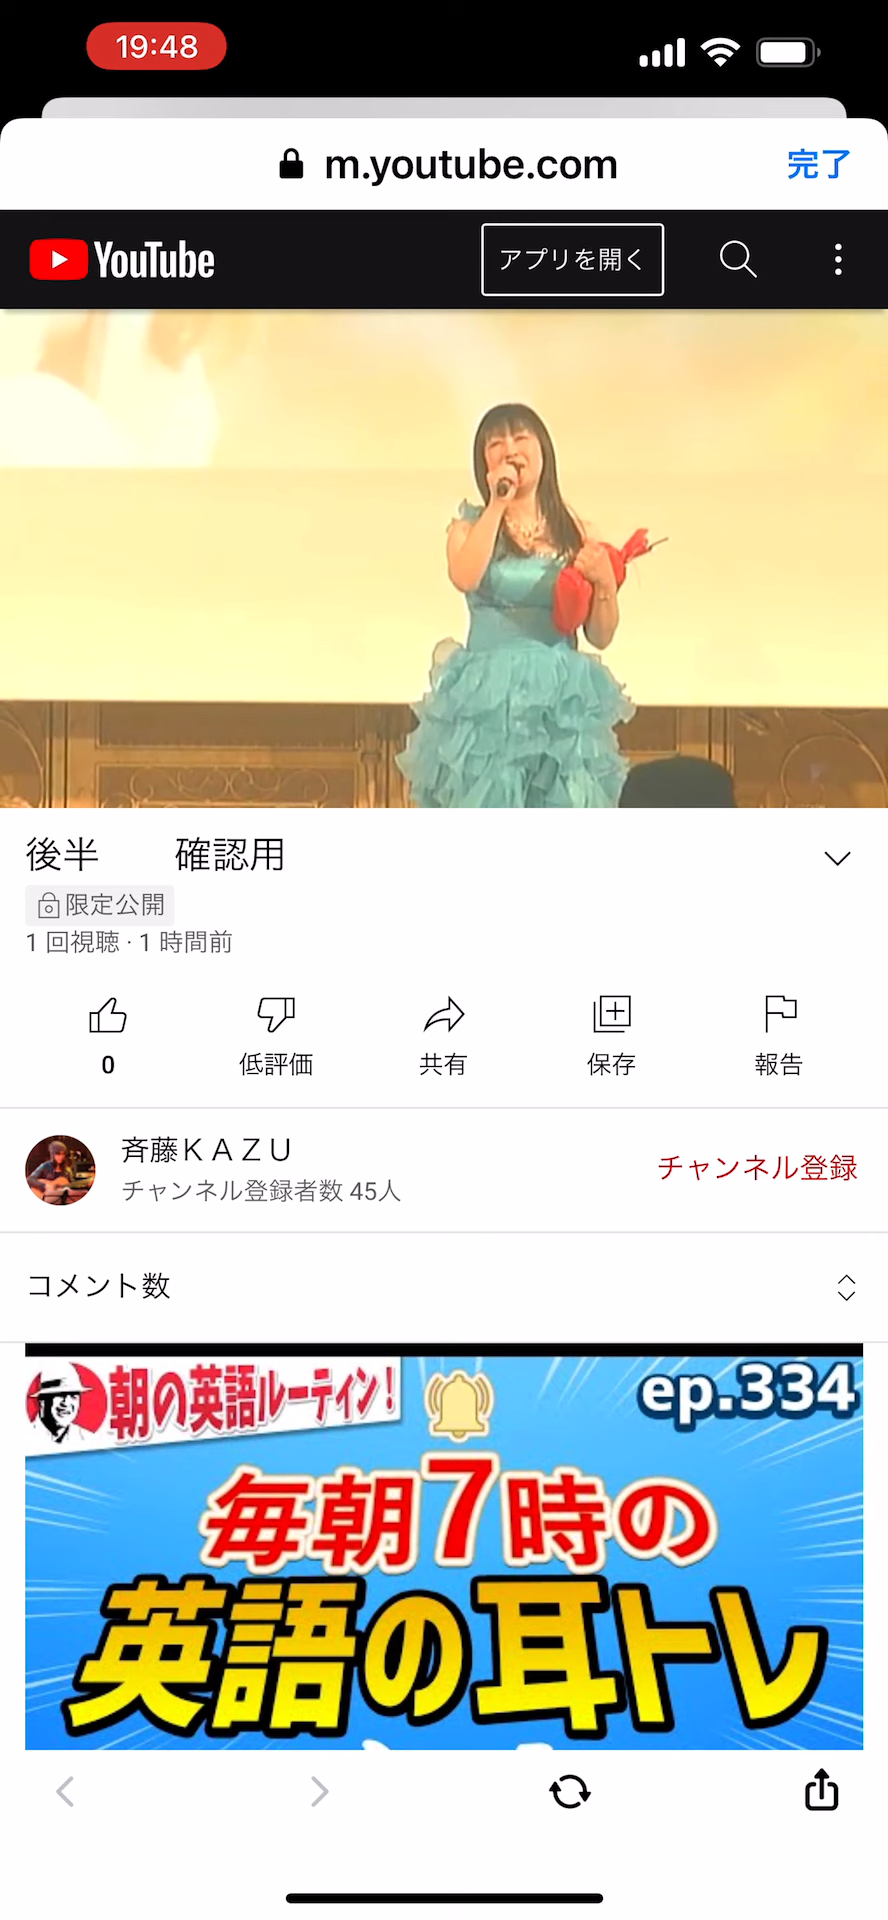 19:48
m.youtube.com
完了
YouTube
アプリを開く
後半　　確認用
限定公開
1 回視聴 · 1 時間前
0
低評価
共有
保存
報告
斉藤ＫＡＺＵ
チャンネル登録者数 45人
チャンネル登録
コメント数
朝の英語ルーティン!
ep.334
毎朝7時の
英語の耳トレ